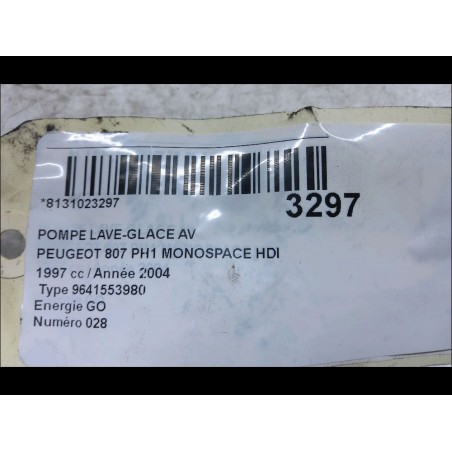 *8131023297
3297
POMPE LAVE-GLACE AV
PEUGEOT 807 PH1 MONOSPACE HDI
1997 cc / Année 2004
Type 9641553980
Energie GO
Numéro 028